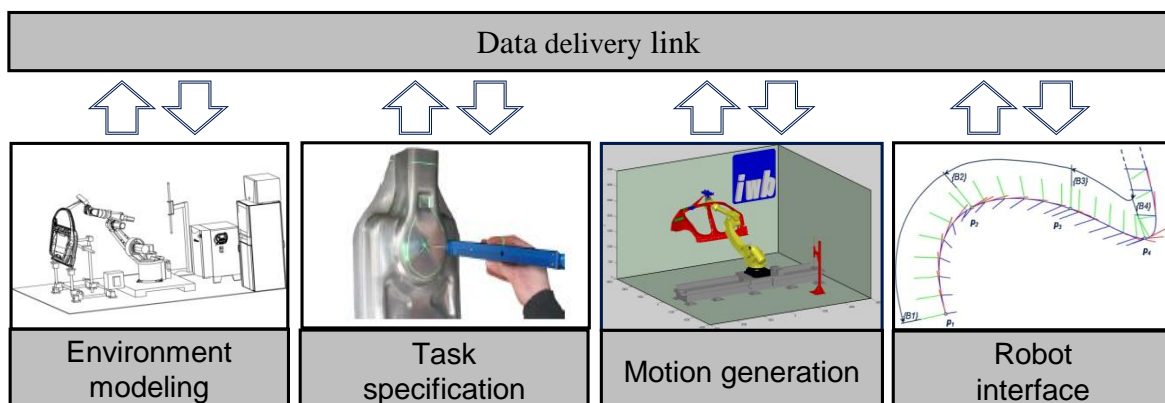 Data delivery link
iwb
{B1}
{B2}
{B3}
{B4}
p1
p2
p3
p4
Environment
modeling
Task
specification
Motion generation
Robot
interface